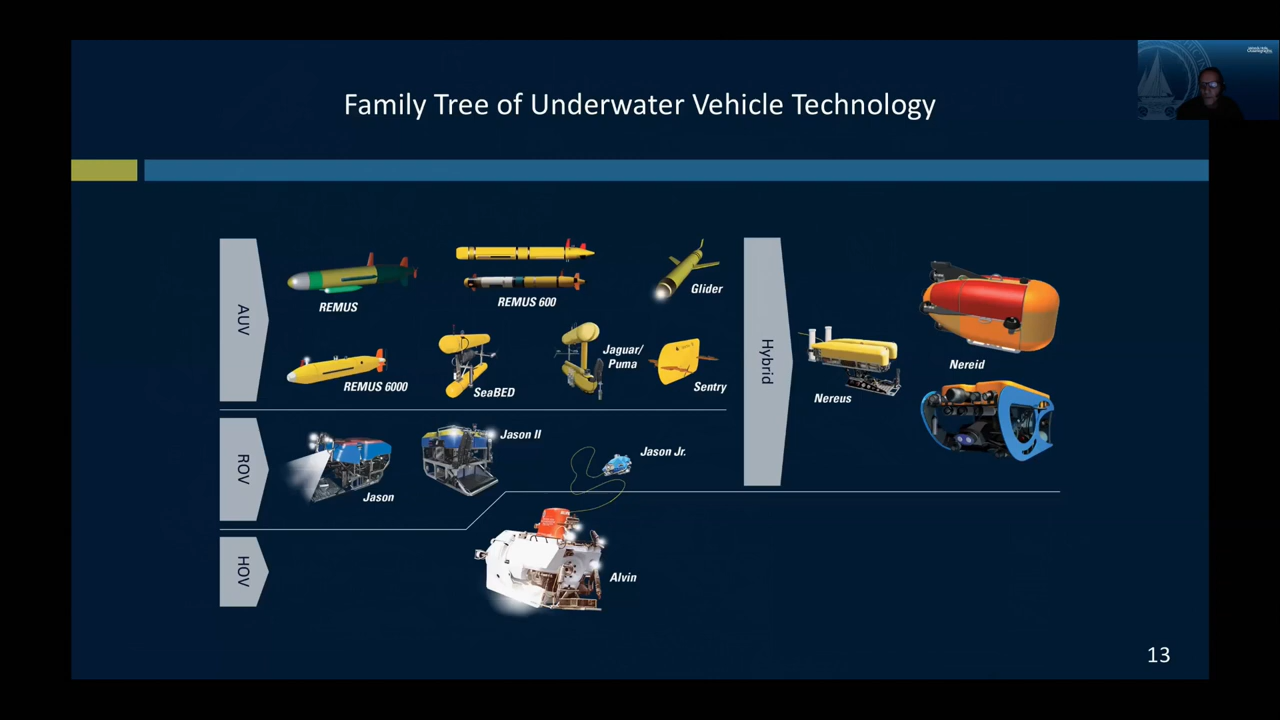 Family Tree of Underwater Vehicle Technology
AUV
REMUS
REMUS 600
Glider
REMUS 6000
SeaBED
Jaguar/
Puma
Sentry
Hybrid
Nereus
Nereid
ROV
Jason
Jason II
Jason Jr.
HOV
Alvin
13